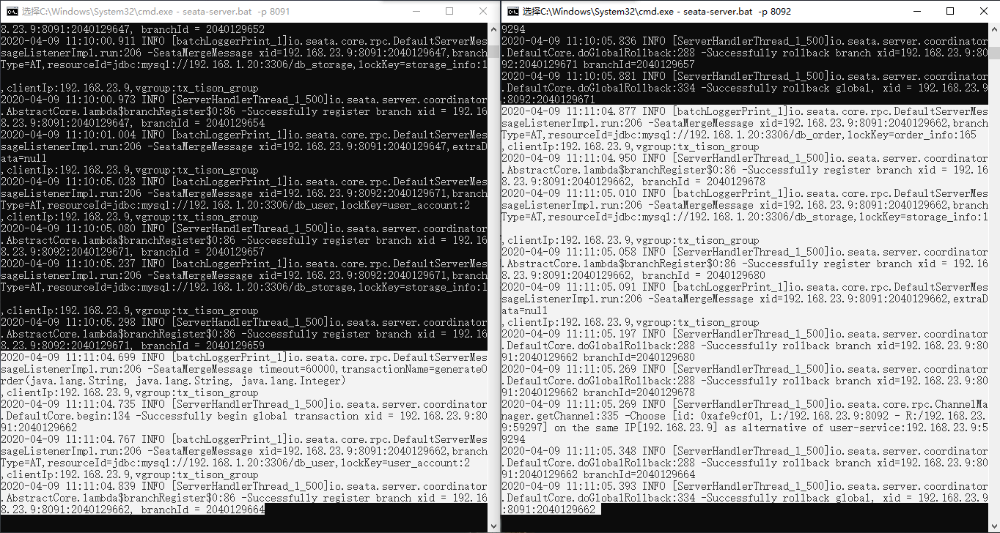 选择C:\Windows\System32\cmd.exe - seata-server.bat  -p 8091
8.23.9:8091:2040129647, branchId = 2040129652
2020-04-09 11:10:00.911 INFO [batchLoggerPrint_1]io.seata.core.rpc.DefaultServerMes
sageListenerImpl.run:206 -SeataMergeMessage xid=192.168.23.9:8091:2040129647,branch
Type=AT,resourceId=jdbc:mysql://192.168.1.20:3306/db_storage,lockKey=storage_info:1
,clientIp:192.168.23.9,vgroup:tx_tison_group
2020-04-09 11:10:00.973 INFO [ServerHandlerThread_1_500]io.seata.server.coordinator
.AbstractCore.lambda$branchRegister$0:86 -Successfully register branch xid = 192.16
8.23.9:8091:2040129647, branchId = 2040129654
2020-04-09 11:10:01.004 INFO [batchLoggerPrint_1]io.seata.core.rpc.DefaultServerMes
sageListenerImpl.run:206 -SeataMergeMessage xid=192.168.23.9:8091:2040129647,extraD
ata=null
,clientIp:192.168.23.9,vgroup:tx_tison_group
2020-04-09 11:10:05.028 INFO [batchLoggerPrint_1]io.seata.core.rpc.DefaultServerMes
sageListenerImpl.run:206 -SeataMergeMessage xid=192.168.23.9:8092:2040129671,branch
Type=AT,resourceId=jdbc:mysql://192.168.1.20:3306/db_user,lockKey=user_account:2
,clientIp:192.168.23.9,vgroup:tx_tison_group
2020-04-09 11:10:05.080 INFO [ServerHandlerThread_1_500]io.seata.server.coordinator
.AbstractCore.lambda$branchRegister$0:86 -Successfully register branch xid = 192.16
8.23.9:8092:2040129671, branchId = 2040129657
2020-04-09 11:10:05.237 INFO [batchLoggerPrint_1]io.seata.core.rpc.DefaultServerMes
sageListenerImpl.run:206 -SeataMergeMessage xid=192.168.23.9:8092:2040129671,branch
Type=AT,resourceId=jdbc:mysql://192.168.1.20:3306/db_storage,lockKey=storage_info:1
,clientIp:192.168.23.9,vgroup:tx_tison_group
2020-04-09 11:10:05.298 INFO [ServerHandlerThread_1_500]io.seata.server.coordinator
.AbstractCore.lambda$branchRegister$0:86 -Successfully register branch xid = 192.16
8.23.9:8092:2040129671, branchId = 2040129659
2020-04-09 11:11:04.699 INFO [batchLoggerPrint_1]io.seata.core.rpc.DefaultServerMes
sageListenerImpl.run:206 -SeataMergeMessage timeout=60000,transactionName=generateO
rder(java.lang.String, java.lang.String, java.lang.Integer)
,clientIp:192.168.23.9,vgroup:tx_tison_group
2020-04-09 11:11:04.735 INFO [ServerHandlerThread_1_500]io.seata.server.coordinator
.DefaultCore.begin:134 -Successfully begin global transaction xid = 192.168.23.9:80
91:2040129662
2020-04-09 11:11:04.767 INFO [batchLoggerPrint_1]io.seata.core.rpc.DefaultServerMes
sageListenerImpl.run:206 -SeataMergeMessage xid=192.168.23.9:8091:2040129662,branch
Type=AT,resourceId=jdbc:mysql://192.168.1.20:3306/db_user,lockKey=user_account:2
,clientIp:192.168.23.9,vgroup:tx_tison_group
2020-04-09 11:11:04.839 INFO [ServerHandlerThread_1_500]io.seata.server.coordinator
.AbstractCore.lambda$branchRegister$0:86 -Successfully register branch xid = 192.16
8.23.9:8091:2040129662, branchId = 2040129664
选择C:\Windows\System32\cmd.exe - seata-server.bat  -p 8092
9294
2020-04-09 11:10:05.836 INFO [ServerHandlerThread_1_500]io.seata.server.coordinator
.DefaultCore.doGlobalRollback:288 -Successfully rollback branch xid=192.168.23.9:80
92:2040129671 branchId=2040129657
2020-04-09 11:10:05.881 INFO [ServerHandlerThread_1_500]io.seata.server.coordinator
.DefaultCore.doGlobalRollback:334 -Successfully rollback global, xid = 192.168.23.9
:8092:2040129671
2020-04-09 11:11:04.877 INFO [batchLoggerPrint_1]io.seata.core.rpc.DefaultServerMes
sageListenerImpl.run:206 -SeataMergeMessage xid=192.168.23.9:8091:2040129662,branch
Type=AT,resourceId=jdbc:mysql://192.168.1.20:3306/db_order,lockKey=order_info:165
,clientIp:192.168.23.9,vgroup:tx_tison_group
2020-04-09 11:11:04.950 INFO [ServerHandlerThread_1_500]io.seata.server.coordinator
.AbstractCore.lambda$branchRegister$0:86 -Successfully register branch xid = 192.16
8.23.9:8091:2040129662, branchId = 2040129678
2020-04-09 11:11:05.010 INFO [batchLoggerPrint_1]io.seata.core.rpc.DefaultServerMes
sageListenerImpl.run:206 -SeataMergeMessage xid=192.168.23.9:8091:2040129662,branch
Type=AT,resourceId=jdbc:mysql://192.168.1.20:3306/db_storage,lockKey=storage_info:1
,clientIp:192.168.23.9,vgroup:tx_tison_group
2020-04-09 11:11:05.058 INFO [ServerHandlerThread_1_500]io.seata.server.coordinator
.AbstractCore.lambda$branchRegister$0:86 -Successfully register branch xid = 192.16
8.23.9:8091:2040129662, branchId = 2040129680
2020-04-09 11:11:05.091 INFO [batchLoggerPrint_1]io.seata.core.rpc.DefaultServerMes
sageListenerImpl.run:206 -SeataMergeMessage xid=192.168.23.9:8091:2040129662,extraD
ata=null
,clientIp:192.168.23.9,vgroup:tx_tison_group
2020-04-09 11:11:05.197 INFO [ServerHandlerThread_1_500]io.seata.server.coordinator
.DefaultCore.doGlobalRollback:288 -Successfully rollback branch xid=192.168.23.9:80
91:2040129662 branchId=2040129680
2020-04-09 11:11:05.269 INFO [ServerHandlerThread_1_500]io.seata.server.coordinator
.DefaultCore.doGlobalRollback:288 -Successfully rollback branch xid=192.168.23.9:80
91:2040129662 branchId=2040129678
2020-04-09 11:11:05.269 INFO [ServerHandlerThread_1_500]io.seata.core.rpc.ChannelMa
nager.getChannel:335 -Choose [id: 0xafe9cf01, L:/192.168.23.9:8092 - R:/192.168.23.
9:59297] on the same IP[192.168.23.9] as alternative of user-service:192.168.23.9:5
9294
2020-04-09 11:11:05.348 INFO [ServerHandlerThread_1_500]io.seata.server.coordinator
.DefaultCore.doGlobalRollback:288 -Successfully rollback branch xid=192.168.23.9:80
91:2040129662 branchId=2040129664
2020-04-09 11:11:05.393 INFO [ServerHandlerThread_1_500]io.seata.server.coordinator
.DefaultCore.doGlobalRollback:334 -Successfully rollback global, xid = 192.168.23.9
:8091:2040129662